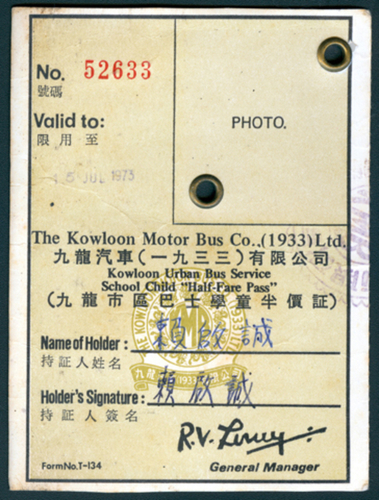 No. 52633
號碼
Valid to:
限用至
5 JUL 1973
PHOTO.
The Kowloon Motor Bus Co.,(1933)Ltd.
九龍汽車(一九三三)有限公司
Kowloon Urban Bus Service
School Child "Half-Fare Pass"
(九龍市區巴士學童半價証)
Name of Holder: 賴啟誠
持証人姓名
Holder's Signature: 賴啟誠
持証人簽名
General Manager
Form No. T-134